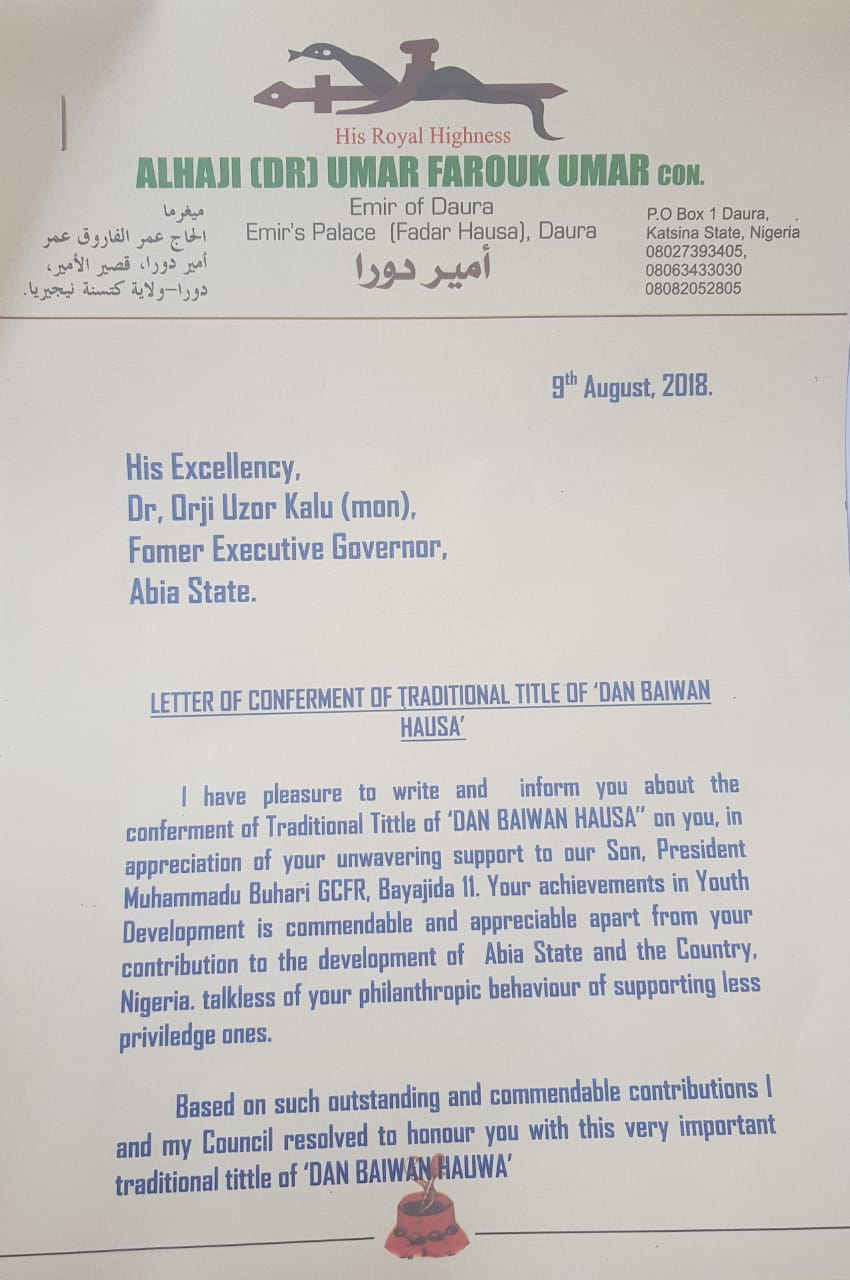 His Royal Highness
ALHAJI (DR) UMAR FAROUK UMAR CON.
ميغرما
الحاج عمر الفاروق عمر
أمير دورا، قصير الأمير،
دورا-ولاية كتسنة نيجيريا.
Emir of Daura
Emir's Palace (Fadar Hausa), Daura
أمير دورا
P.O Box 1 Daura,
Katsina State, Nigeria
08027393405,
08063433030
08082052805
9th August, 2018.
His Excellency,
Dr, Orji Uzor Kalu (mon),
Fomer Executive Governor,
Abia State.
LETTER OF CONFERMENT OF TRADITIONAL TITLE OF ‘DAN BAIWAN
HAUSA’
I have pleasure to write and inform you about the
conferment of Traditional Tittle of ‘DAN BAIWAN HAUSA” on you, in
appreciation of your unwavering support to our Son, President
Muhammadu Buhari GCFR, Bayajida 11. Your achievements in Youth
Development is commendable and appreciable apart from your
contribution to the development of Abia State and the Country,
Nigeria. talkless of your philanthropic behaviour of supporting less
priviledge ones.
Based on such outstanding and commendable contributions I
and my Council resolved to honour you with this very important
traditional tittle of ‘DAN BAIWAN HAUWA’